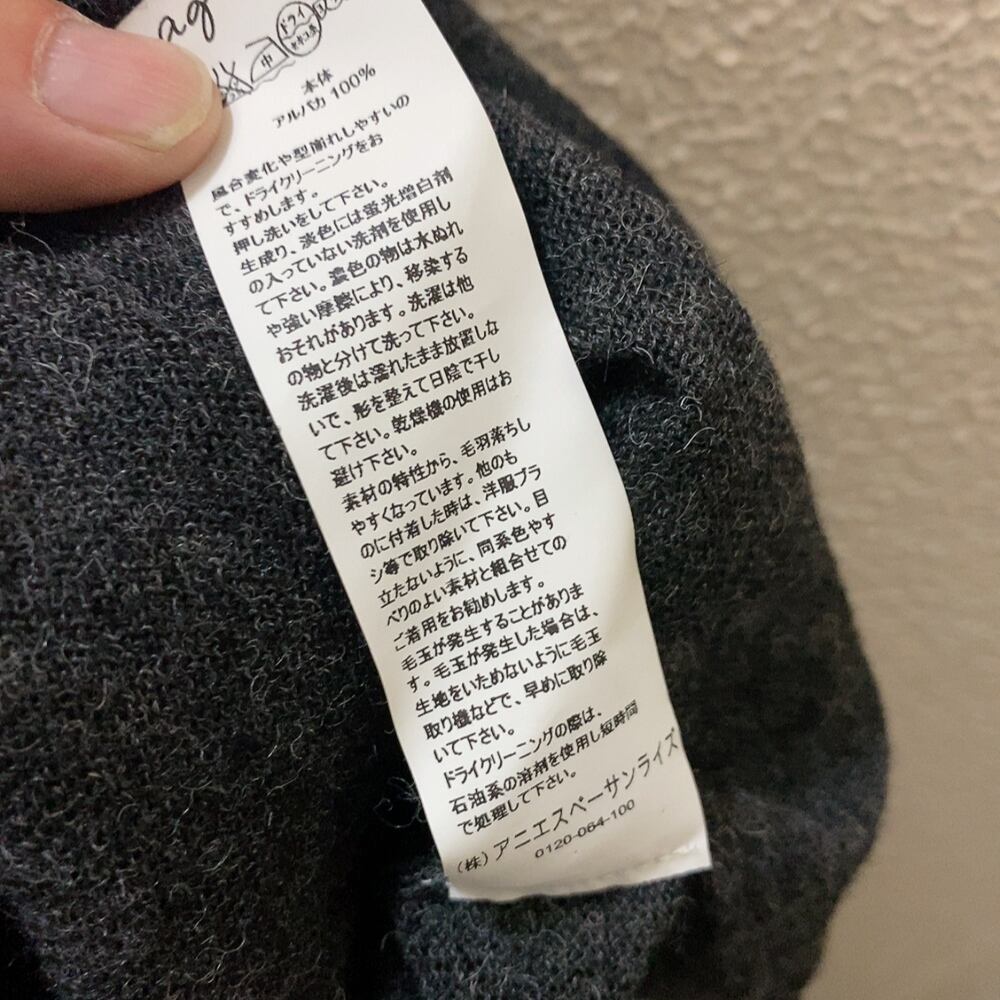 ag
ドライ
セキユ系
中
本体
アルパカ 100%
風合変化や型崩れしやすいの
で、ドライクリーニングをお
すすめします。
押し洗いをして下さい。
生成り、淡色には蛍光増白剤
の入っていない洗剤を使用し
て下さい。濃色の物は水ぬれ
や強い摩擦により、移染する
おそれがあります。洗濯は他
の物と分けて洗って下さい。
洗濯後は濡れたまま放置しな
いで、形を整えて日陰で干し
て下さい。乾燥機の使用はお
避け下さい。
素材の特性から、毛羽落ちし
やすくなっています。他のも
のに付着した時は、洋服ブラ
シ等で取り除いて下さい。目
立たないように、同系色やす
べりのよい素材と組合せての
ご着用をお勧めします。
毛玉が発生することがありま
す。毛玉が発生した場合は、
生地をいためないように毛玉
取り機などで、早めに取り除
いて下さい。
ドライクリーニングの際は、
石油系の溶剤を使用し短時間
で処理して下さい。
(株) アニエスベーサンライズ
0120-064-100